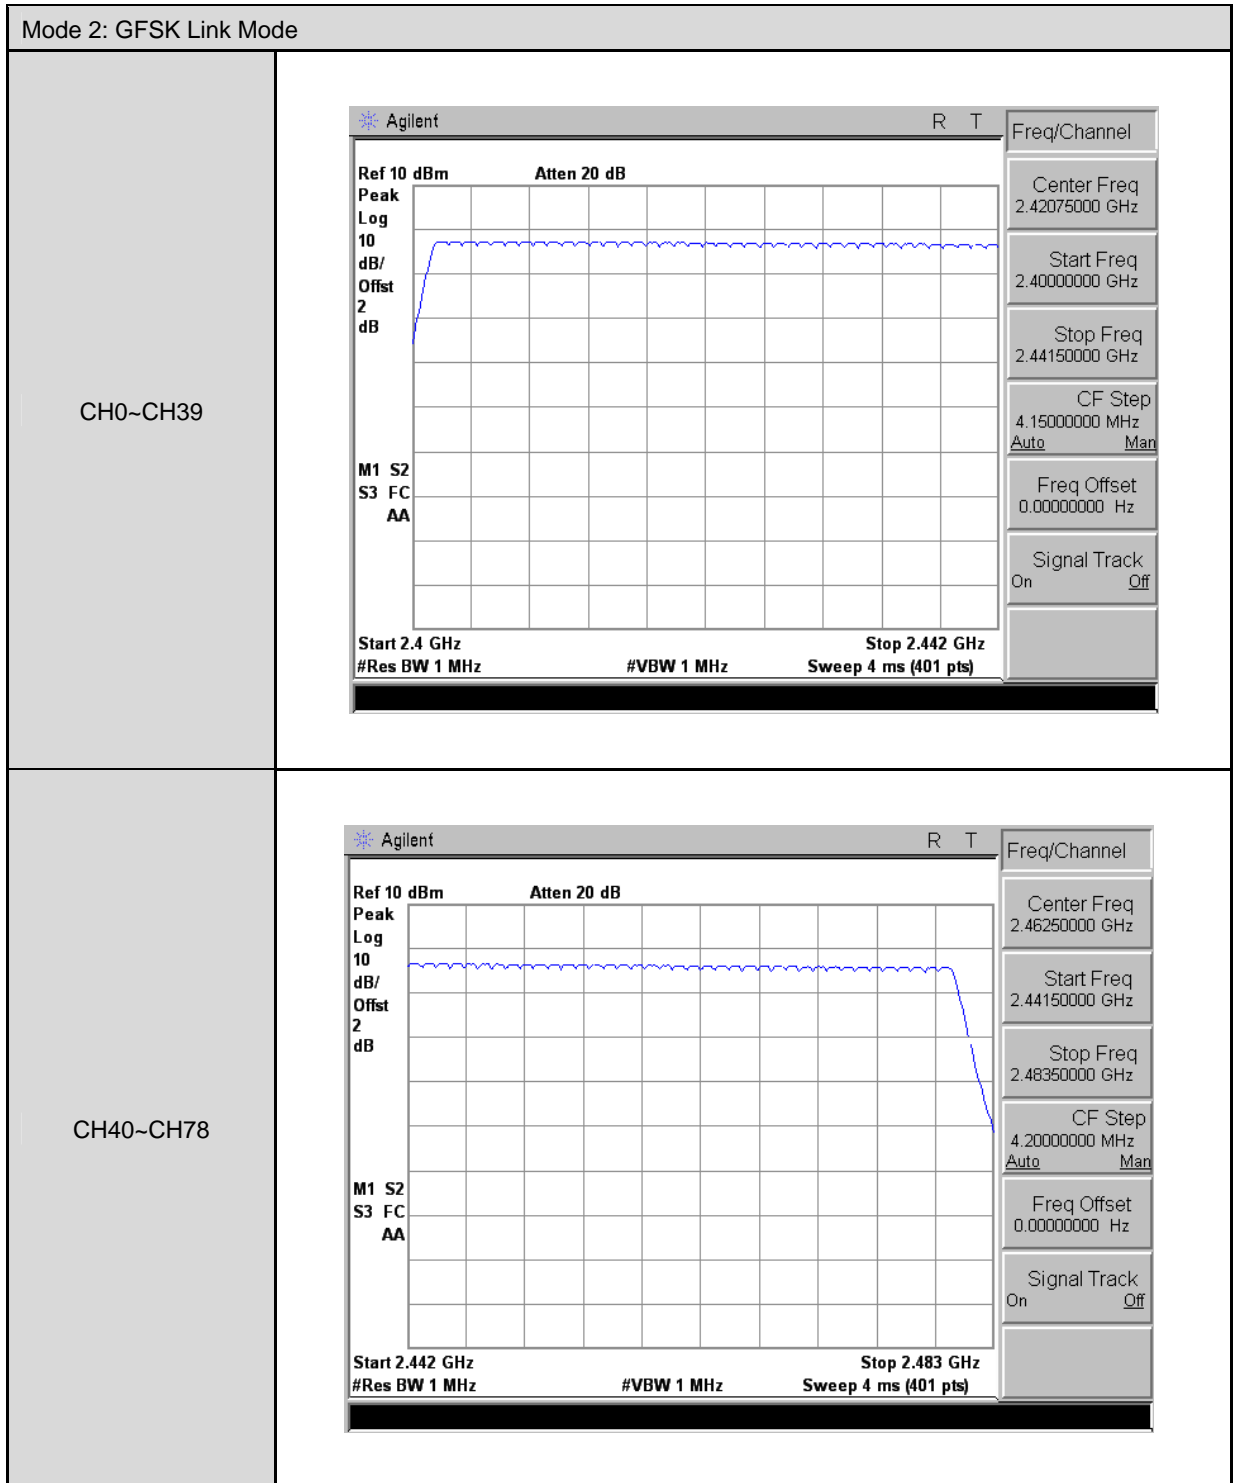 Mode 2: GFSK Link Mode
CH0~CH39
Agilent R T
Ref 10 dBm Atten 20 dB
Peak
Log
10
dB/
Offst
2
dB
M1 S2
S3 FC
AA
Start 2.4 GHz Stop 2.442 GHz
#Res BW 1 MHz #VBW 1 MHz Sweep 4 ms (401 pts)
Freq/Channel
Center Freq
2.42075000 GHz
Start Freq
2.40000000 GHz
Stop Freq
2.44150000 GHz
CF Step
4.15000000 MHz
Auto Man
Freq Offset
0.00000000 Hz
Signal Track
On Off
CH40~CH78
Agilent R T
Ref 10 dBm Atten 20 dB
Peak
Log
10
dB/
Offst
2
dB
M1 S2
S3 FC
AA
Start 2.442 GHz Stop 2.483 GHz
#Res BW 1 MHz #VBW 1 MHz Sweep 4 ms (401 pts)
Freq/Channel
Center Freq
2.46250000 GHz
Start Freq
2.44150000 GHz
Stop Freq
2.48350000 GHz
CF Step
4.20000000 MHz
Auto Man
Freq Offset
0.00000000 Hz
Signal Track
On Off